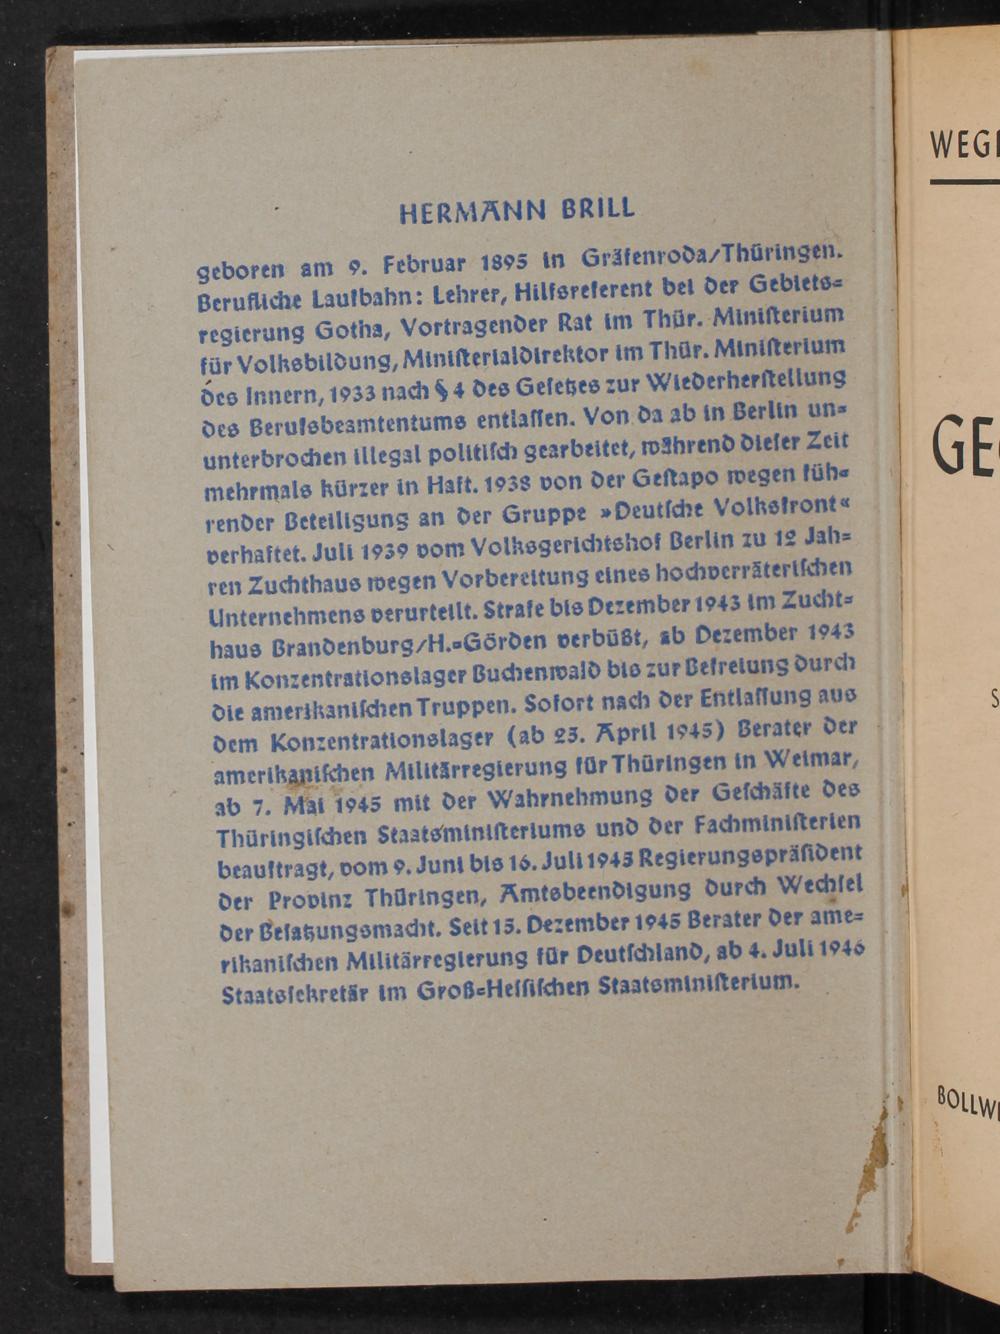 HERMANN BRILL
geboren am 9. Februar 1895 in Gräfenroda/Thüringen.
Berufliche Laufbahn: Lehrer, Hilfsreferent bei der Gebiets=
regierung Gotha, Vortragender Rat im Thür. Miniſterium
für Volksbildung, Miniſterialdirektor im Thür. Miniſterium
des Innern, 1933 nach § 4 des Geſetzes zur Wiederherſtellung
des Berufsbeamtentums entlaſſen. Von da ab in Berlin un=
unterbrochen illegal politiſch gearbeitet, während dieſer Zeit
mehrmals kürzer in Haft. 1938 von der Geſtapo wegen füh=
render Beteiligung an der Gruppe »Deutſche Volksfront«
verhaftet. Juli 1939 vom Volksgerichtshof Berlin zu 12 Jah=
ren Zuchthaus wegen Vorbereitung eines hochverräteriſchen
Unternehmens verurteilt. Strafe bis Dezember 1943 im Zucht=
haus Brandenburg/H.=Görden verbüßt, ab Dezember 1943
im Konzentrationslager Buchenwald bis zur Befreiung durch
die amerikaniſchen Truppen. Sofort nach der Entlaſſung aus
dem Konzentrationslager (ab 23. April 1945) Berater der
amerikaniſchen Militärregierung für Thüringen in Weimar,
ab 7. Mai 1945 mit der Wahrnehmung der Geſchäfte des
Thüringiſchen Staatsminiſteriums und der Fachminiſterien
beauftragt, vom 9. Juni bis 16. Juli 1945 Regierungspräſident
der Provinz Thüringen, Amtsbeendigung durch Wechſel
der Beſatzungsmacht. Seit 15. Dezember 1945 Berater der ame=
rikaniſchen Militärregierung für Deutſchland, ab 4. Juli 1946
Staatsſekretär im Groß=Heſſiſchen Staatsminiſterium.
WEG
GE
S
BOLLW